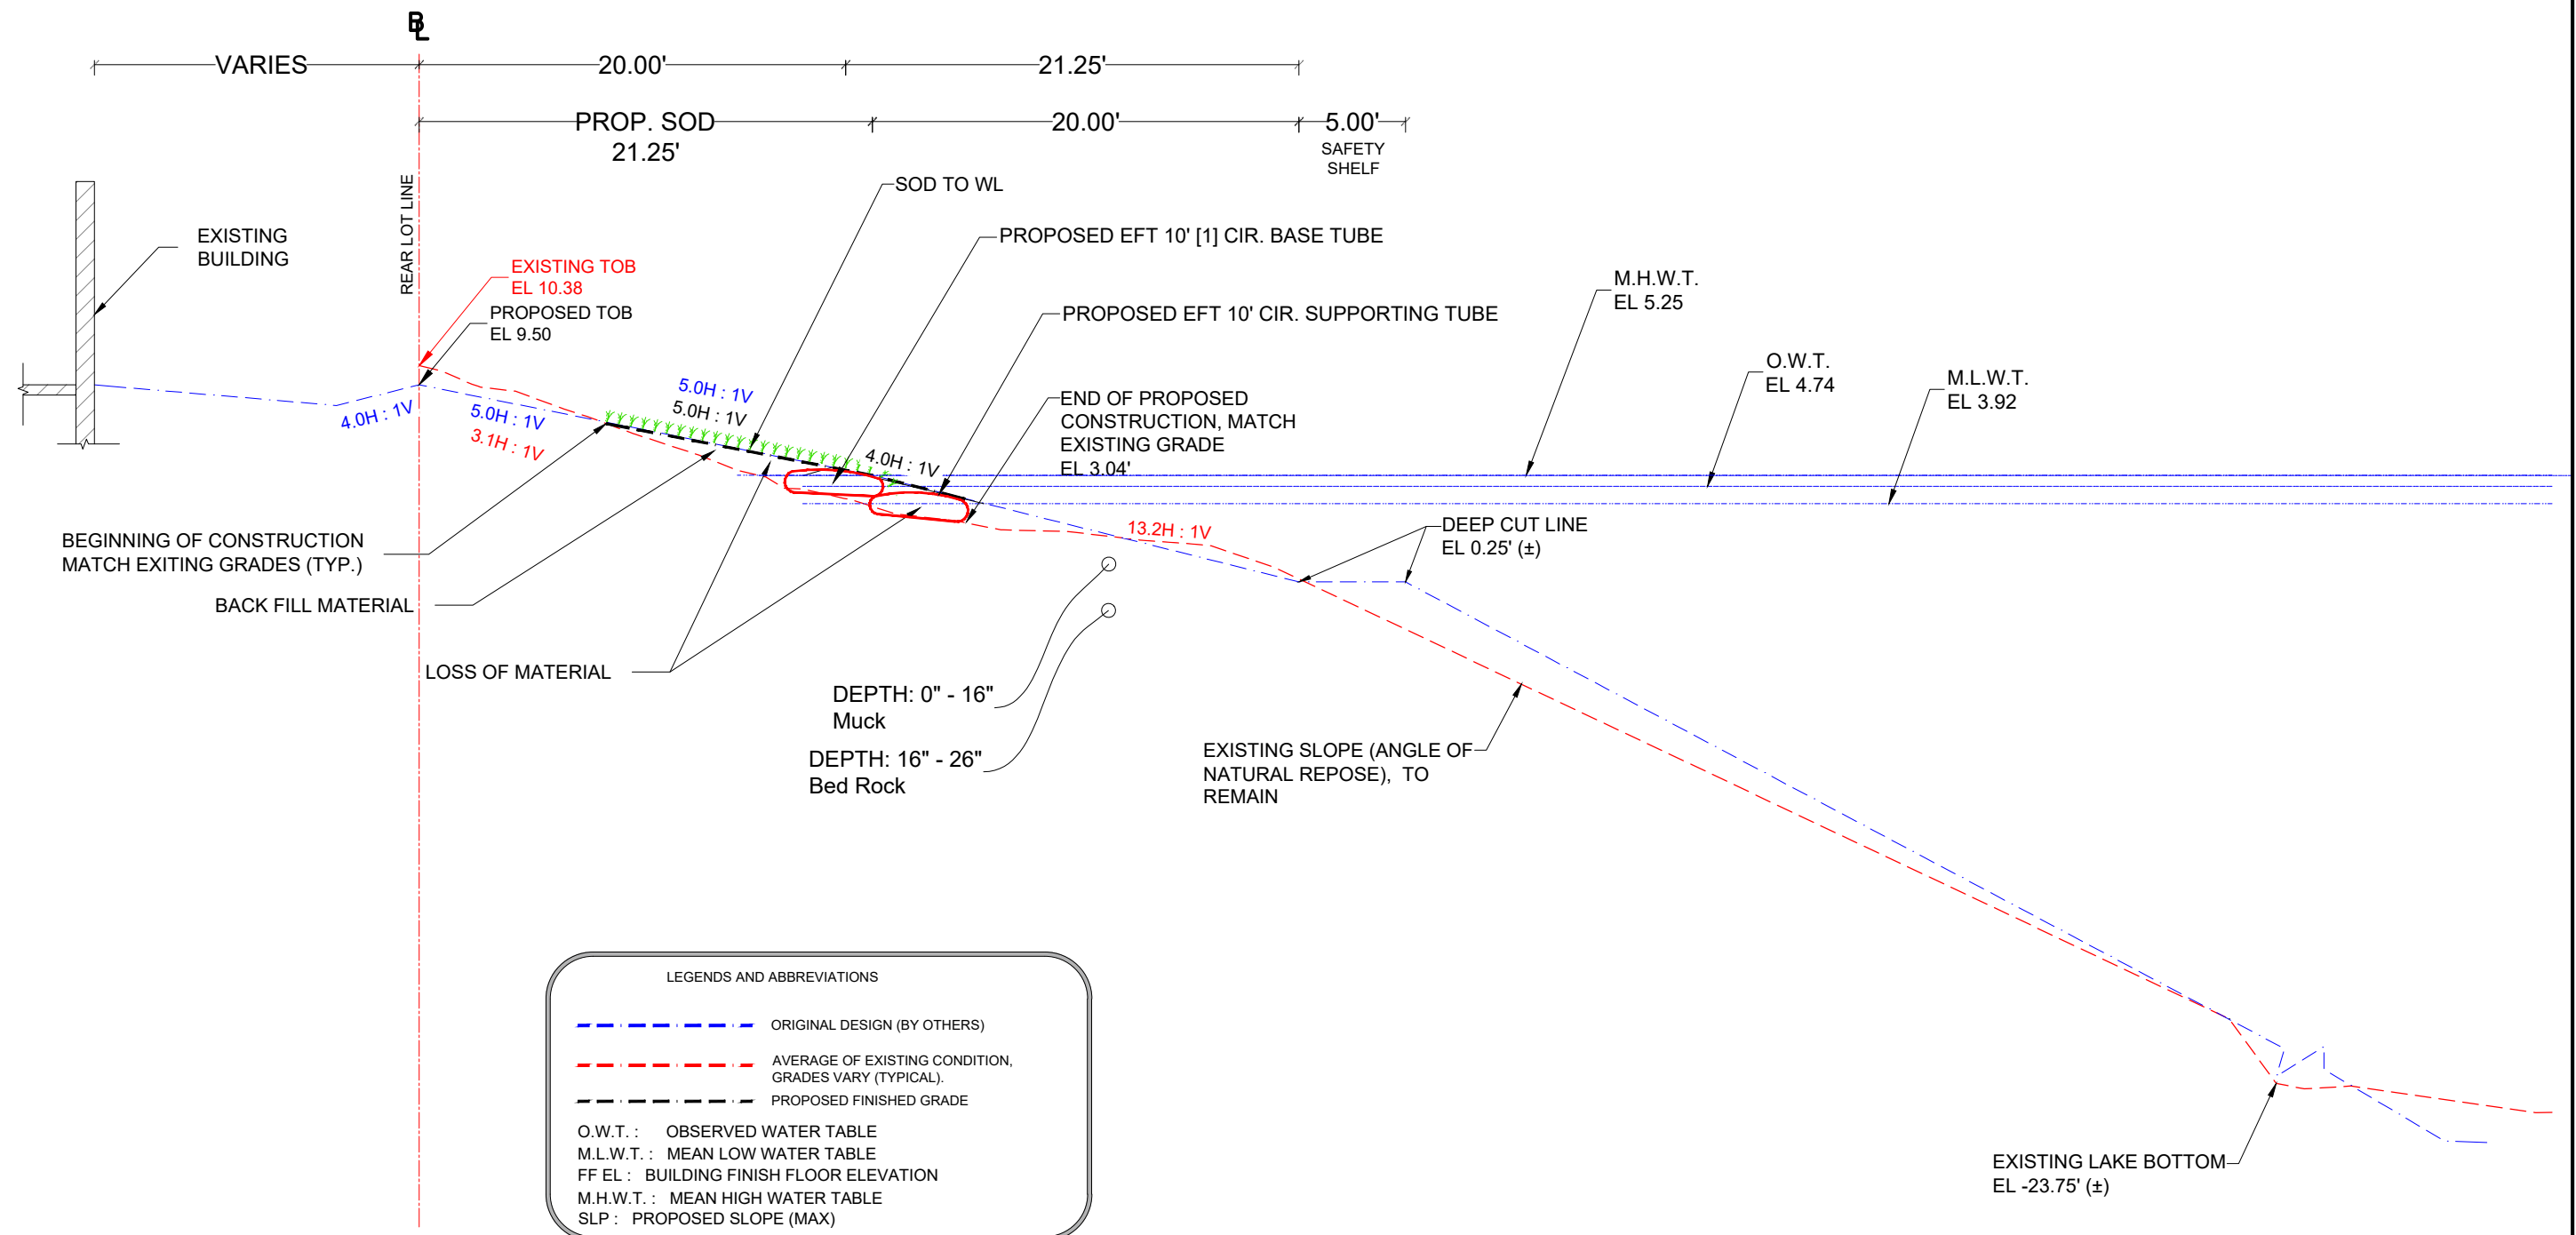 BL
VARIES
20.00'
21.25'
PROP. SOD
21.25'
20.00'
5.00'
SAFETY
SHELF
REAR LOT LINE
SOD TO WL
EXISTING
BUILDING
PROPOSED EFT 10' [1] CIR. BASE TUBE
EXISTING TOB
EL 10.38
PROPOSED TOB
EL 9.50
PROPOSED EFT 10' CIR. SUPPORTING TUBE
M.H.W.T.
EL 5.25
O.W.T.
EL 4.74
M.L.W.T.
EL 3.92
4.0H : 1V
5.0H : 1V
3.1H : 1V
5.0H : 1V
5.0H : 1V
4.0H : 1V
END OF PROPOSED
CONSTRUCTION, MATCH
EXISTING GRADE
EL 3.04'
13.2H : 1V
DEEP CUT LINE
EL 0.25' (±)
BEGINNING OF CONSTRUCTION
MATCH EXITING GRADES (TYP.)
BACK FILL MATERIAL
LOSS OF MATERIAL
DEPTH: 0" - 16"
Muck
DEPTH: 16" - 26"
Bed Rock
EXISTING SLOPE (ANGLE OF
NATURAL REPOSE), TO
REMAIN
EXISTING LAKE BOTTOM
EL -23.75' (±)
LEGENDS AND ABBREVIATIONS
ORIGINAL DESIGN (BY OTHERS)
AVERAGE OF EXISTING CONDITION,
GRADES VARY (TYPICAL).
PROPOSED FINISHED GRADE
O.W.T. : OBSERVED WATER TABLE
M.L.W.T. : MEAN LOW WATER TABLE
FF EL : BUILDING FINISH FLOOR ELEVATION
M.H.W.T. : MEAN HIGH WATER TABLE
SLP : PROPOSED SLOPE (MAX)